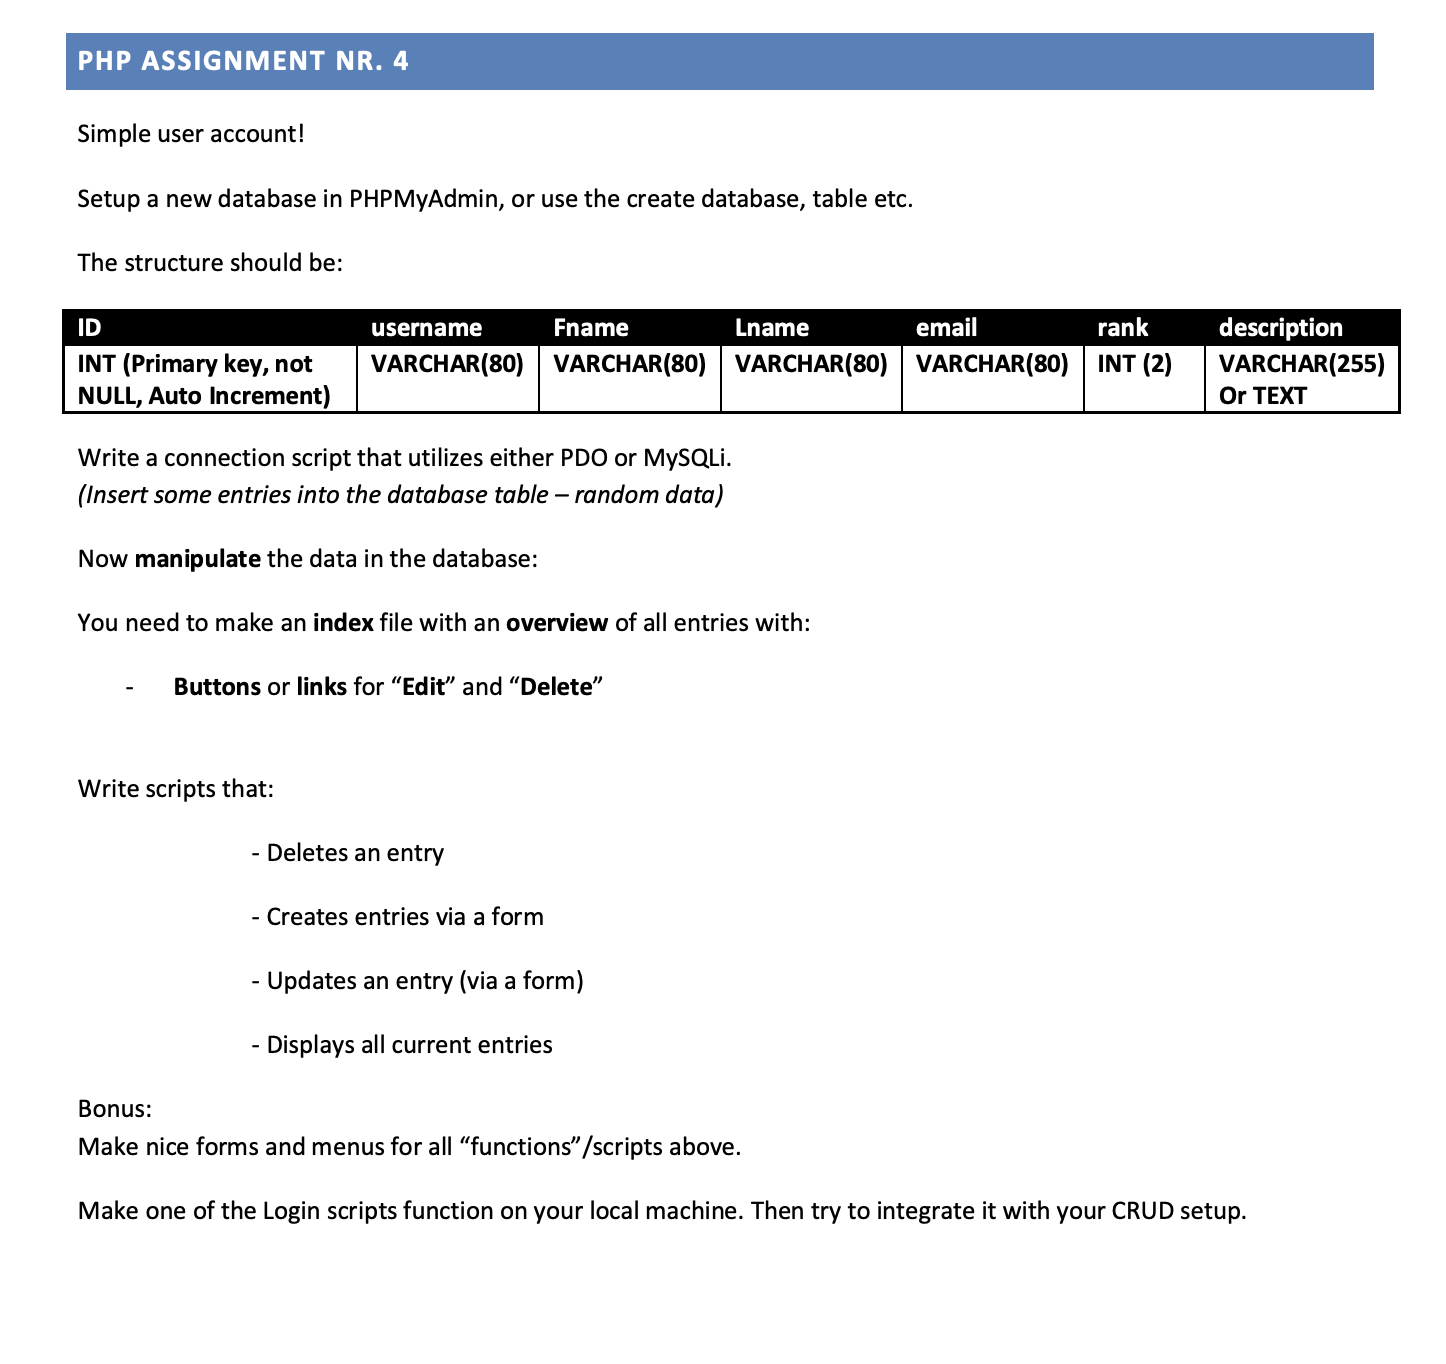 PHP ASSIGNMENT NR. 4
Simple user account!
Setup a new database in PHPMyAdmin, or use the create database, table etc.
The structure should be:
ID username Fname Lname email rank description
INT (Primary key, not VARCHAR(80) VARCHAR(80) VARCHAR(80) VARCHAR(80) INT (2) VARCHAR(255)
NULL, Auto Increment) Or TEXT
Write a connection script that utilizes either PDO or MySQLi.
(Insert some entries into the database table – random data)
Now manipulate the data in the database:
You need to make an index file with an overview of all entries with:
- Buttons or links for “Edit” and “Delete”
Write scripts that:
- Deletes an entry
- Creates entries via a form
- Updates an entry (via a form)
- Displays all current entries
Bonus:
Make nice forms and menus for all “functions”/scripts above.
Make one of the Login scripts function on your local machine. Then try to integrate it with your CRUD setup.